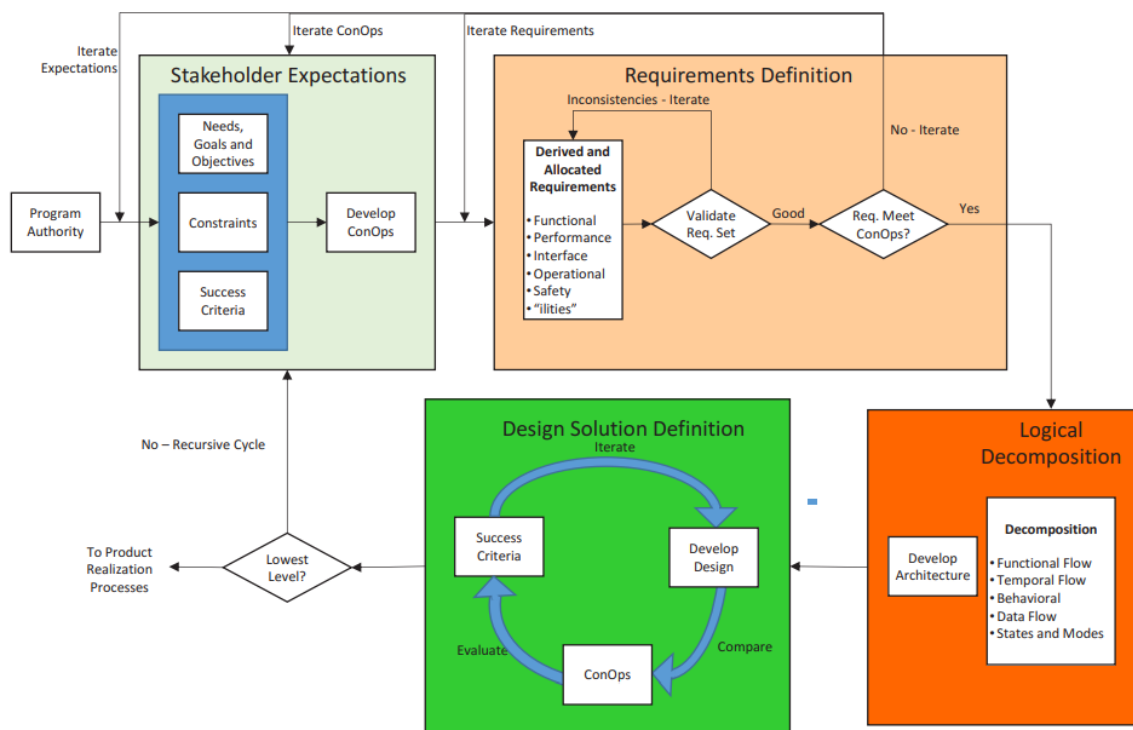 Iterate ConOps
Iterate Requirements
Iterate
Expectations
Stakeholder Expectations
Needs,
Goals and
Objectives
Constraints
Success
Criteria
Program
Authority
Develop
ConOps
Requirements Definition
Inconsistencies - Iterate
No - Iterate
Derived and
Allocated
Requirements
• Functional
• Performance
• Interface
• Operational
• Safety
• “ilities”
Validate
Req. Set
Good
Req. Meet
ConOps?
Yes
Logical
Decomposition
Develop
Architecture
Decomposition
• Functional Flow
• Temporal Flow
• Behavioral
• Data Flow
• States and Modes
Design Solution Definition
Iterate
Success
Criteria
Develop
Design
Evaluate
Compare
ConOps
No – Recursive Cycle
Lowest
Level?
To Product
Realization
Processes